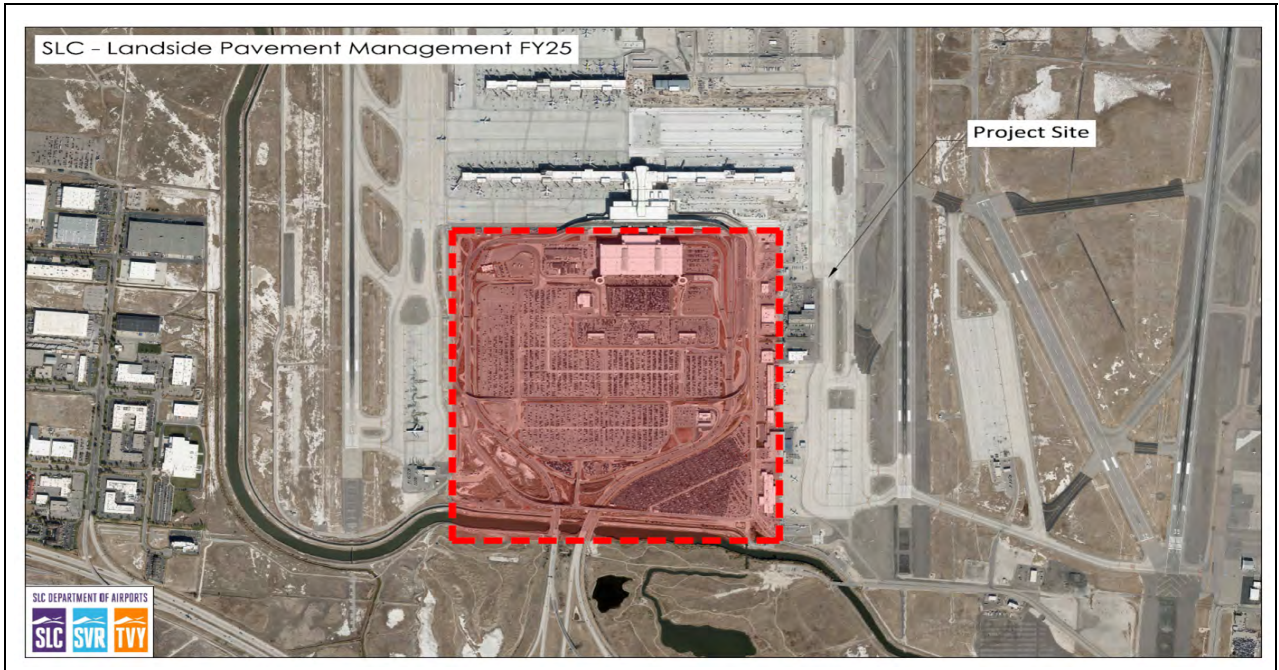 SLC - Landside Pavement Management FY25
Project Site
SLC DEPARTMENT OF AIRPORTS
SLC SVR TVY